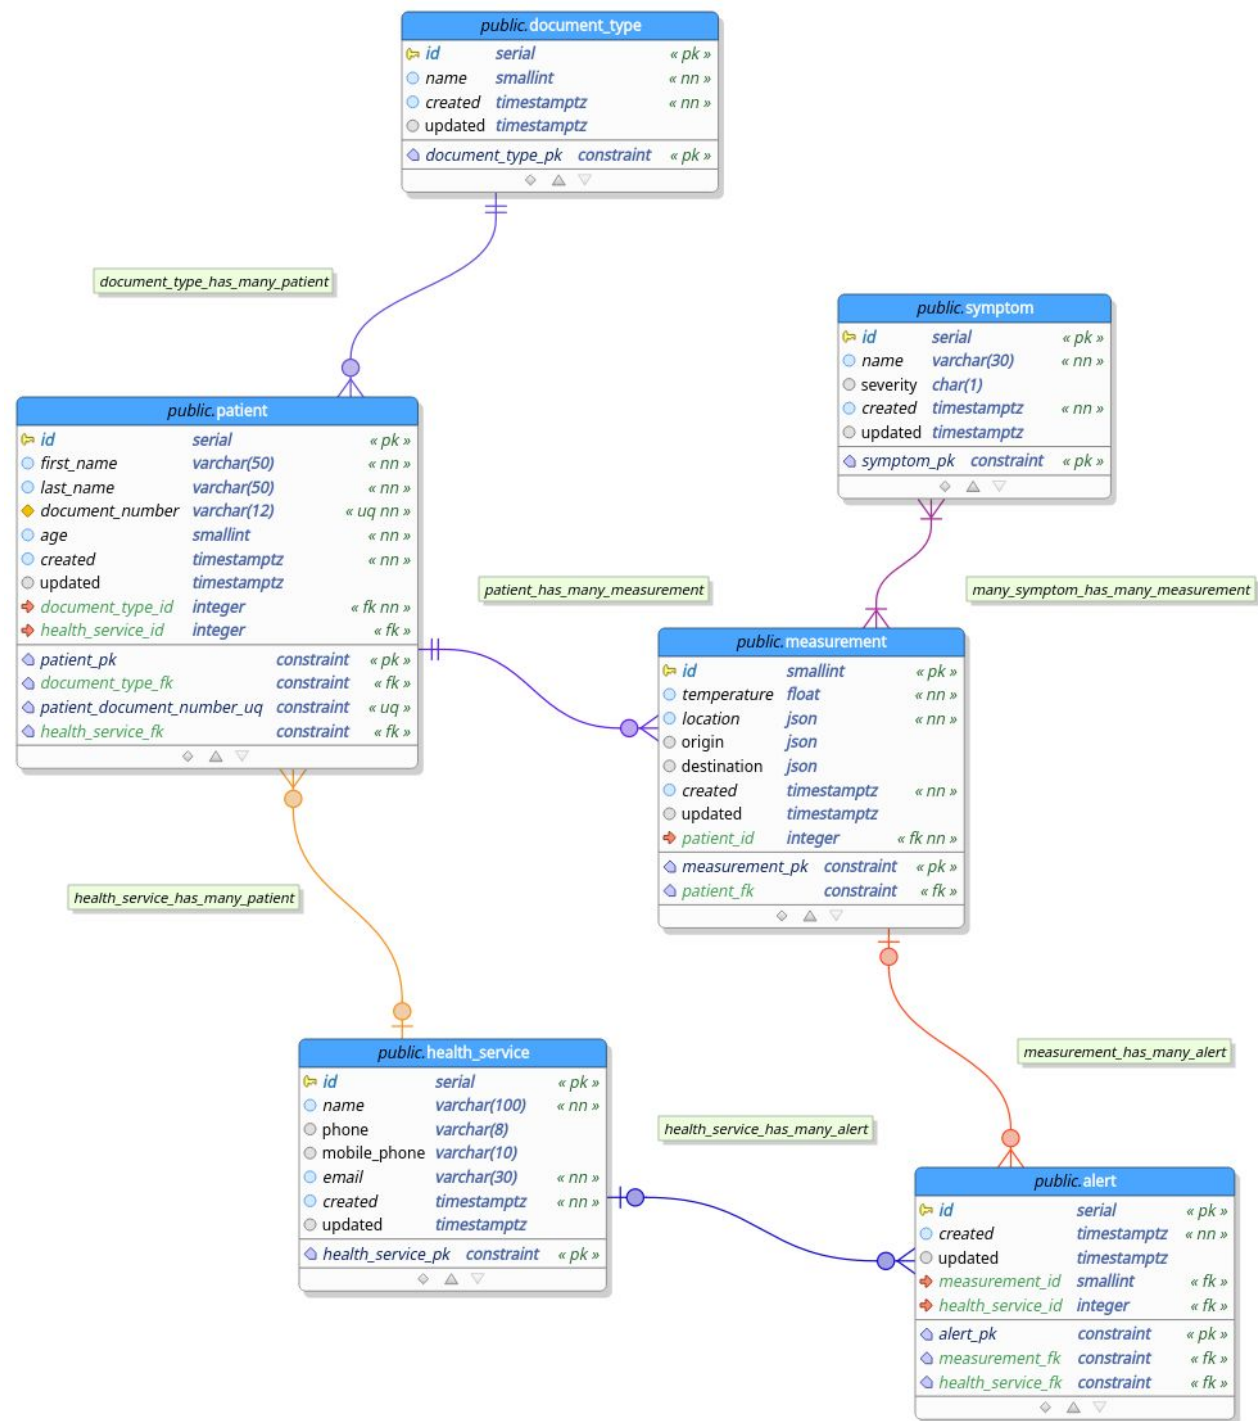 public.document_type
id serial « pk »
name smallint « nn »
created timestamptz « nn »
updated timestamptz
document_type_pk constraint « pk »
document_type_has_many_patient
public.symptom
id serial « pk »
name varchar(30) « nn »
severity char(1)
created timestamptz « nn »
updated timestamptz
symptom_pk constraint « pk »
public.patient
id serial « pk »
first_name varchar(50) « nn »
last_name varchar(50) « nn »
document_number varchar(12) « uq nn »
age smallint « nn »
created timestamptz « nn »
updated timestamptz
document_type_id integer « fk nn »
health_service_id integer « fk »
patient_pk constraint « pk »
document_type_fk constraint « fk »
patient_document_number_uq constraint « uq »
health_service_fk constraint « fk »
patient_has_many_measurement
many_symptom_has_many_measurement
public.measurement
id smallint « pk »
temperature float « nn »
location json « nn »
origin json
destination json
created timestamptz « nn »
updated timestamptz
patient_id integer « fk nn »
measurement_pk constraint « pk »
patient_fk constraint « fk »
health_service_has_many_patient
public.health_service
id serial « pk »
name varchar(100) « nn »
phone varchar(8)
mobile_phone varchar(10)
email varchar(30) « nn »
created timestamptz « nn »
updated timestamptz
health_service_pk constraint « pk »
measurement_has_many_alert
health_service_has_many_alert
public.alert
id serial « pk »
created timestamptz « nn »
updated timestamptz
measurement_id smallint « fk »
health_service_id integer « fk »
alert_pk constraint « pk »
measurement_fk constraint « fk »
health_service_fk constraint « fk »